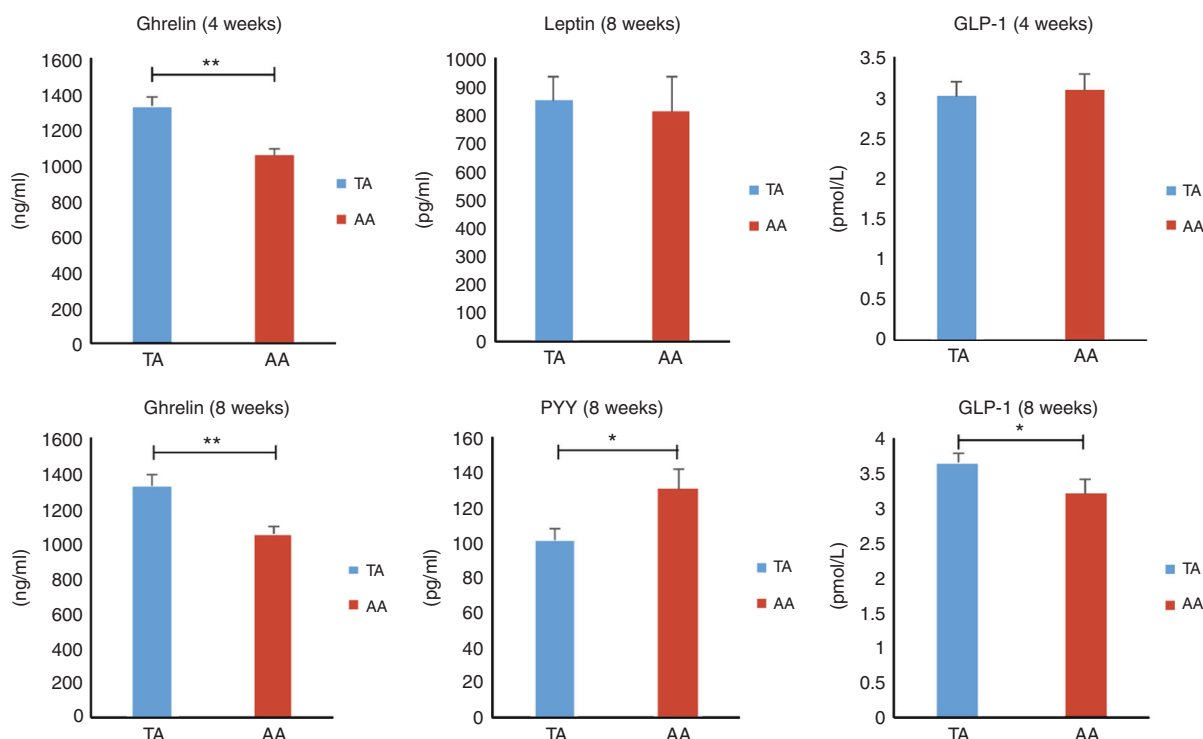 Ghrelin (4 weeks)
1600
1400
1200
1000
800
600
400
200
0
(ng/ml)
**
TA
AA
TA
AA
Leptin (8 weeks)
1000
900
800
700
600
500
400
300
200
100
0
(pg/ml)
TA
AA
TA
AA
GLP-1 (4 weeks)
3.5
3
2.5
2
1.5
1
0.5
0
(pmol/L)
TA
AA
TA
AA
Ghrelin (8 weeks)
1600
1400
1200
1000
800
600
400
200
0
(ng/ml)
**
TA
AA
TA
AA
PYY (8 weeks)
160
140
120
100
80
60
40
20
0
(pg/ml)
*
TA
AA
TA
AA
GLP-1 (8 weeks)
4
3.5
3
2.5
2
1.5
1
0.5
0
(pmol/L)
*
TA
AA
TA
AA